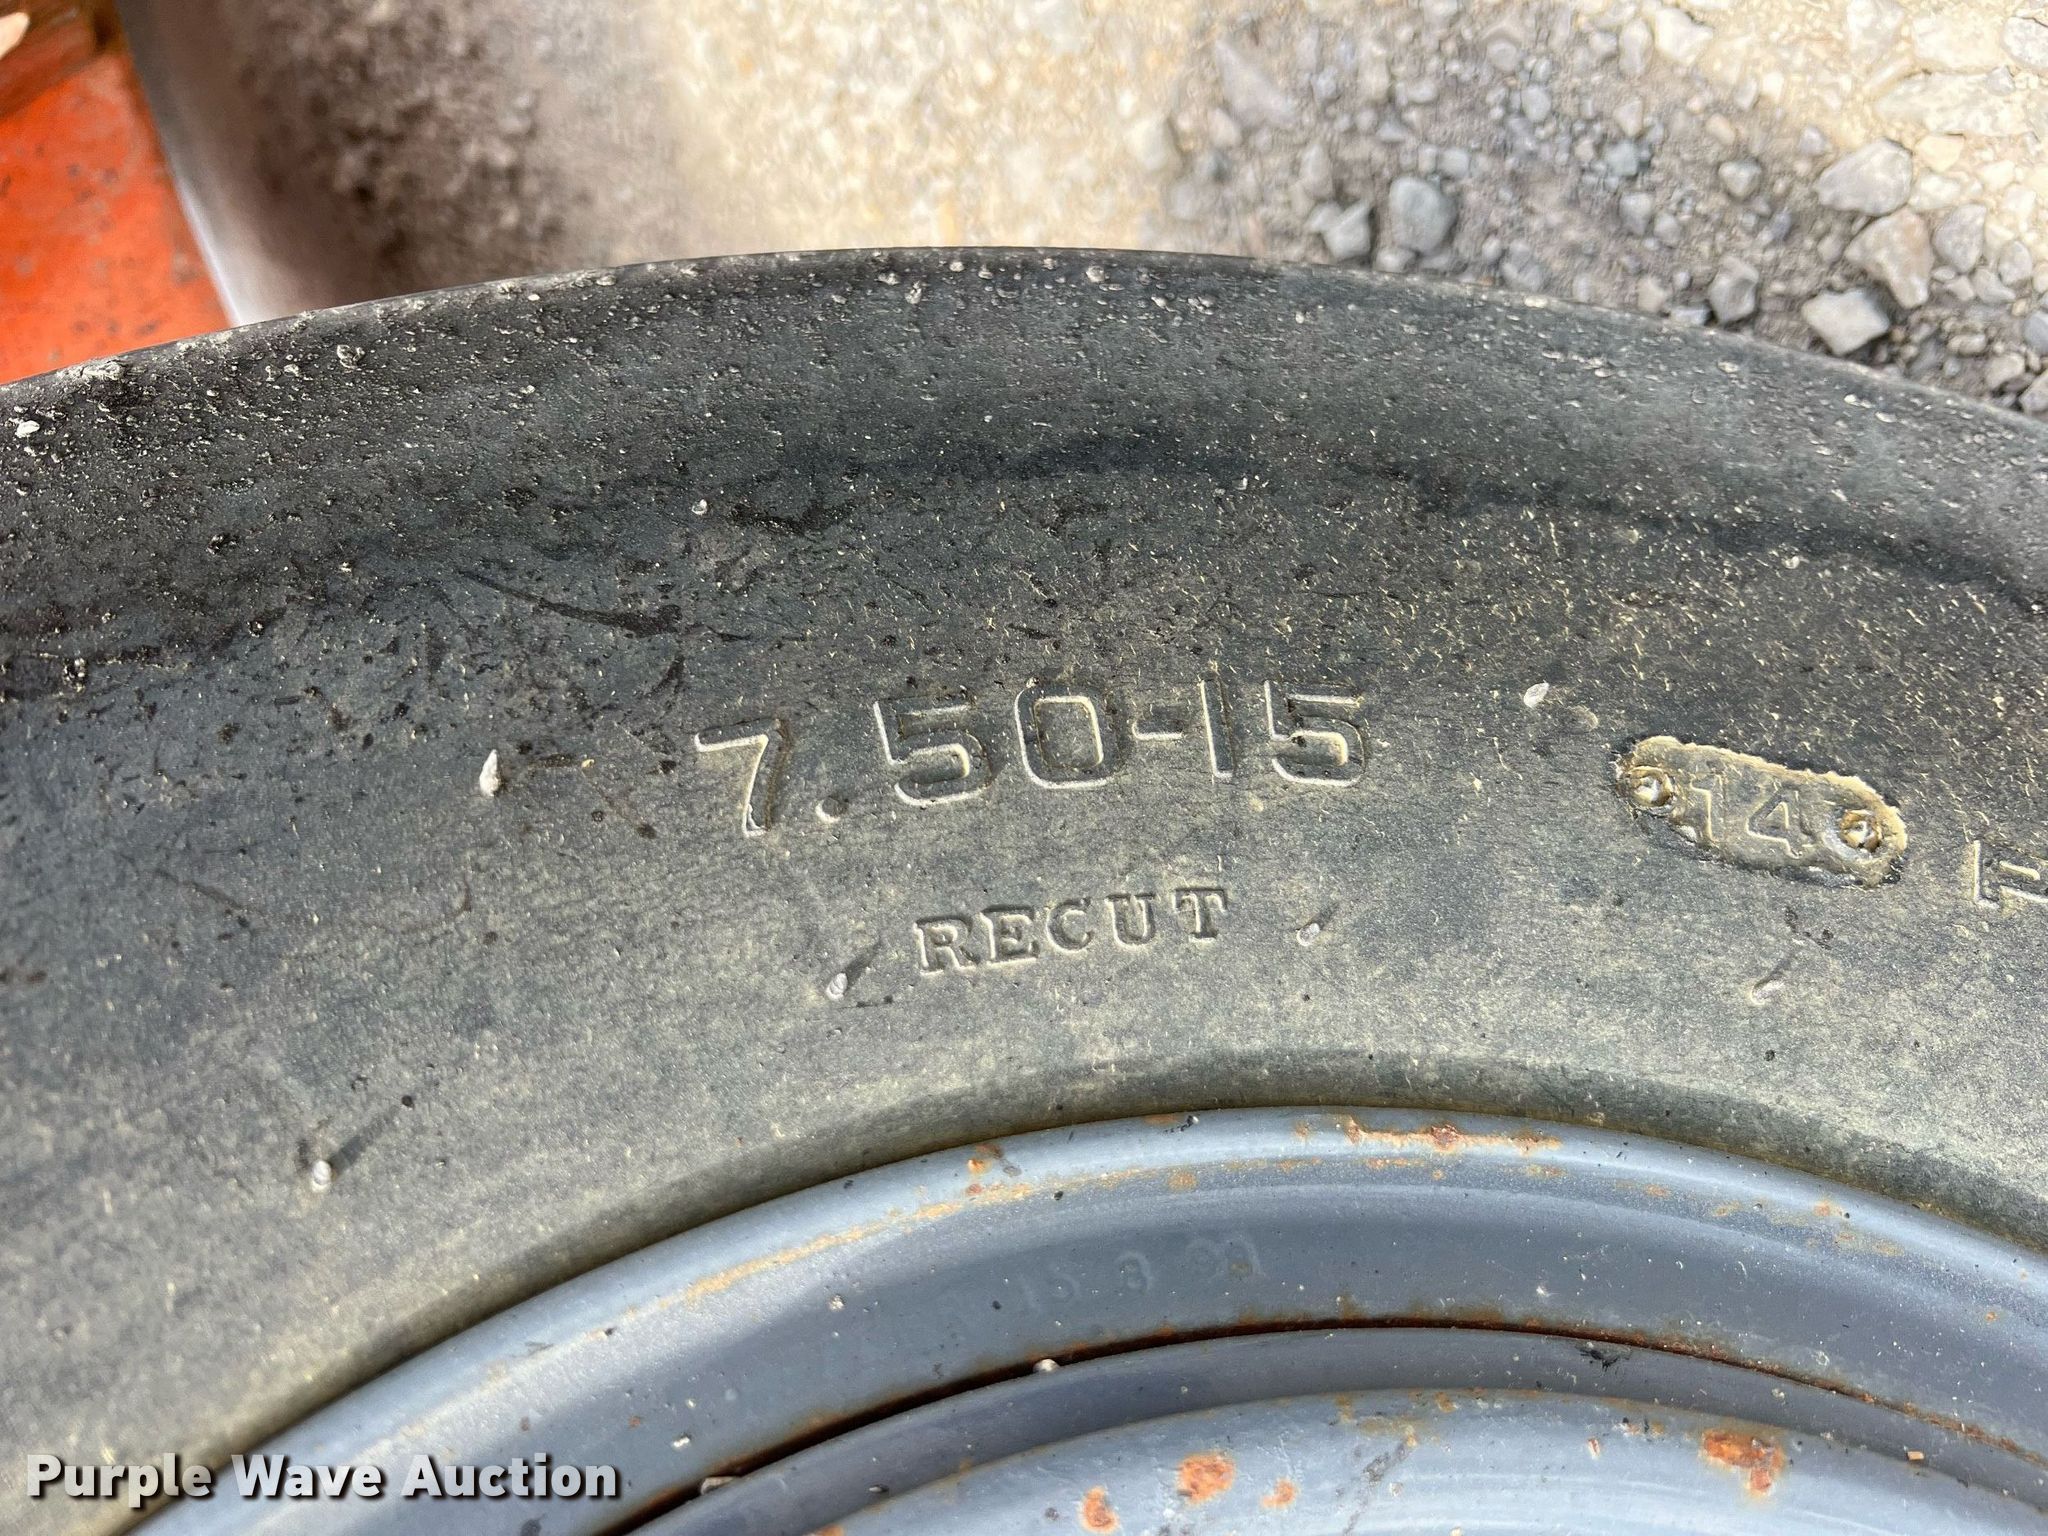 7.50-15
14
RECUT
Purple Wave Auction